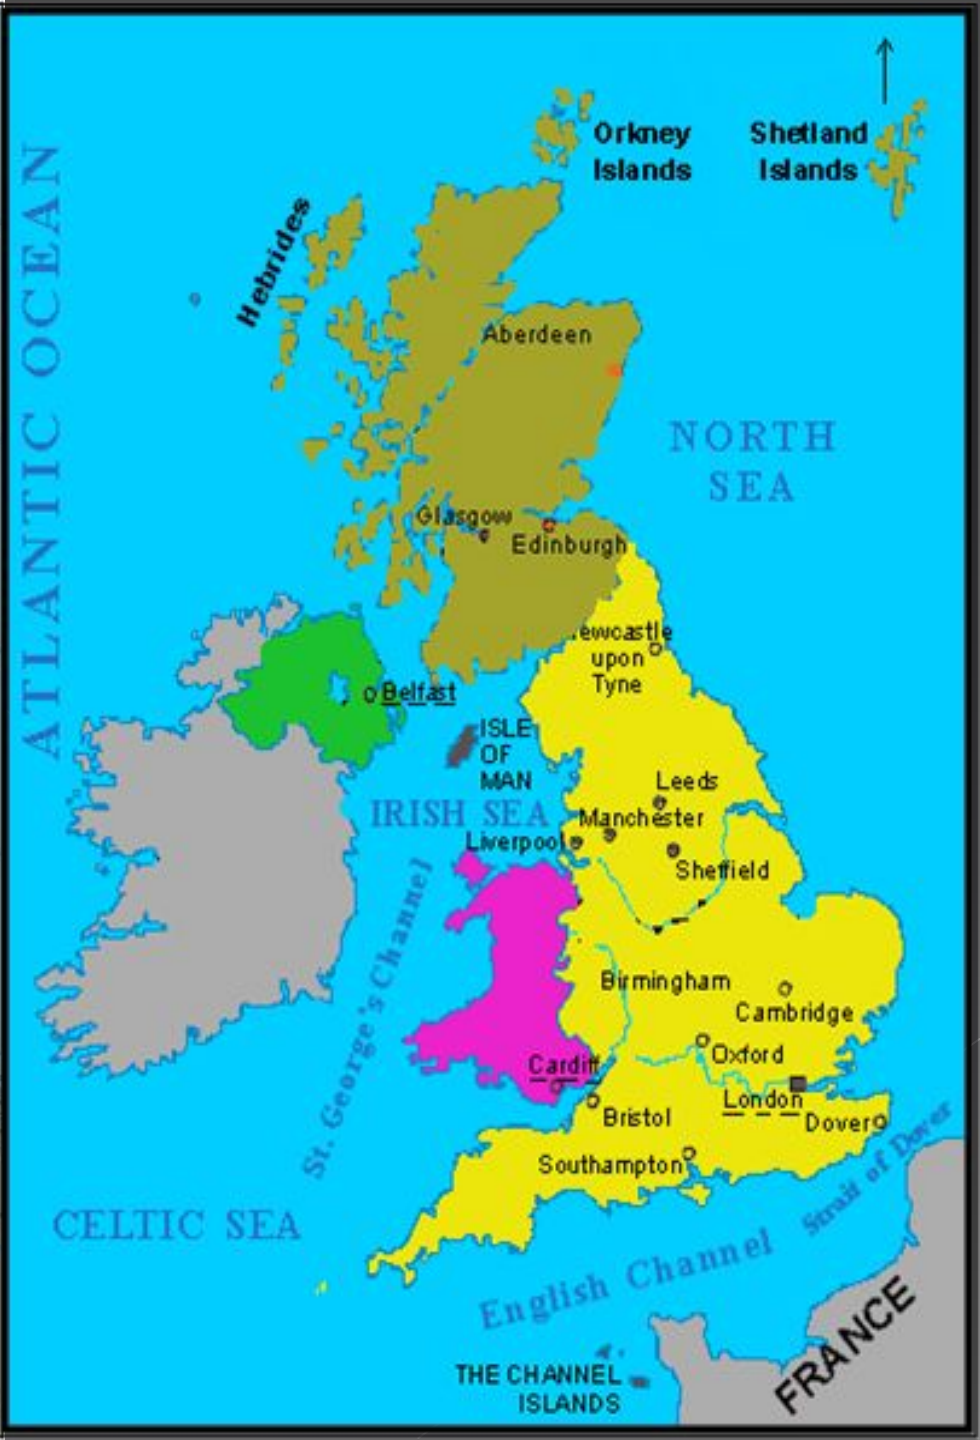 Orkney
Islands
Shetland
Islands
Hebrides
ATLANTIC OCEAN
Aberdeen
NORTH
SEA
Glasgow
Edinburgh
ewcastle
upon
Tyne
Belfast
ISLE
OF
MAN
IRISH SEA
Leeds
Manchester
Liverpool
Sheffield
St. George's Channel
Birmingham
Cambridge
Oxford
Cardiff
London
Bristol
Dover
Southampton
Strait of Dover
CELTIC SEA
English Channel
FRANCE
THE CHANNEL
ISLANDS